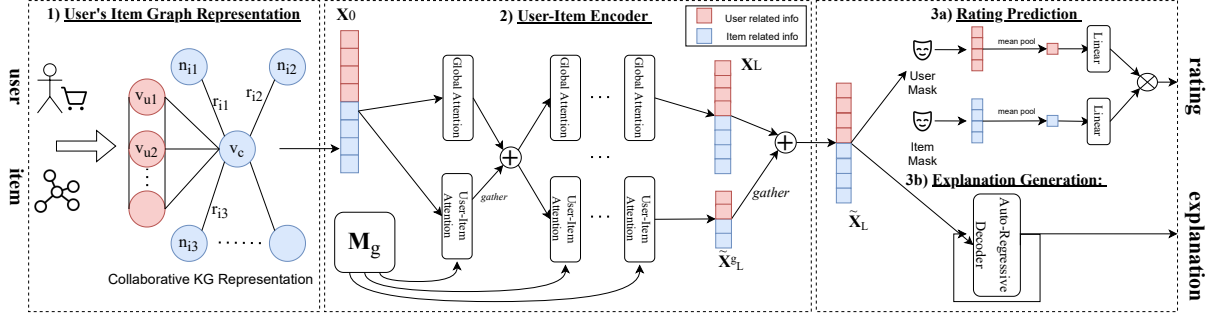 1) User's Item Graph Representation
user
item
v_u1
v_u2
n_i1
n_i2
r_i1
r_i2
v_c
r_i3
n_i3
Collaborative KG Representation
2) User-Item Encoder
X0
User related info
Item related info
Global Attention
Global Attention
Global Attention
User-Item Attention
User-Item Attention
User-Item Attention
gather
M_g
X_L
X̃^g_L
gather
X̃_L
3a) Rating Prediction
User Mask
mean pool
Linear
Item Mask
mean pool
Linear
rating
3b) Explanation Generation:
Auto-Regressive Decoder
explanation